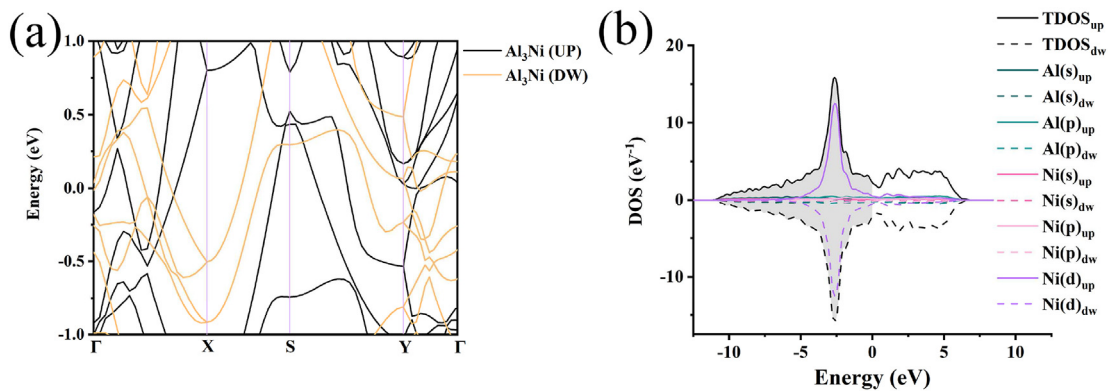 (a)
1.0
0.5
0.0
-0.5
-1.0
Energy (eV)
Γ X S Y Γ
Al₃Ni (UP)
Al₃Ni (DW)
(b)
20
10
0
-10
DOS (eV⁻¹)
-10 -5 0 5 10
Energy (eV)
TDOSup
TDOSdw
Al(s)up
Al(s)dw
Al(p)up
Al(p)dw
Ni(s)up
Ni(s)dw
Ni(p)up
Ni(p)dw
Ni(d)up
Ni(d)dw